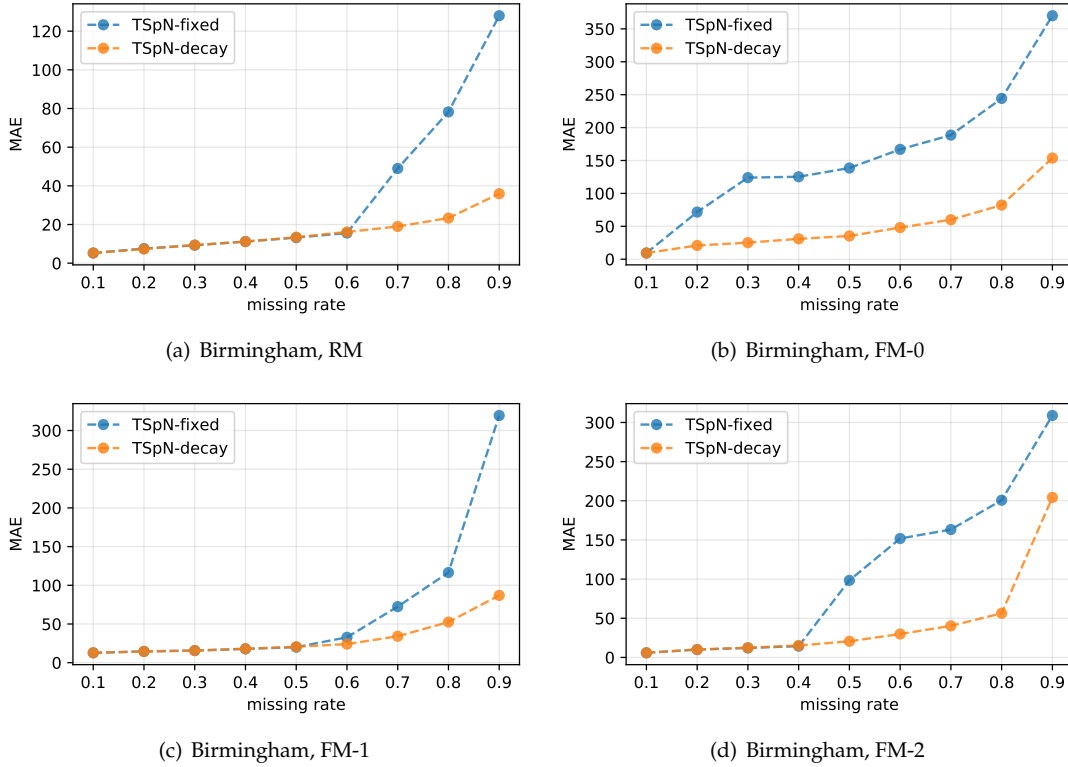 TSpN-fixed
TSpN-decay
MAE
120
100
80
60
40
20
0
0.1 0.2 0.3 0.4 0.5 0.6 0.7 0.8 0.9
missing rate
(a) Birmingham, RM
TSpN-fixed
TSpN-decay
MAE
350
300
250
200
150
100
50
0
0.1 0.2 0.3 0.4 0.5 0.6 0.7 0.8 0.9
missing rate
(b) Birmingham, FM-0
TSpN-fixed
TSpN-decay
MAE
300
250
200
150
100
50
0
0.1 0.2 0.3 0.4 0.5 0.6 0.7 0.8 0.9
missing rate
(c) Birmingham, FM-1
TSpN-fixed
TSpN-decay
MAE
300
250
200
150
100
50
0
0.1 0.2 0.3 0.4 0.5 0.6 0.7 0.8 0.9
missing rate
(d) Birmingham, FM-2